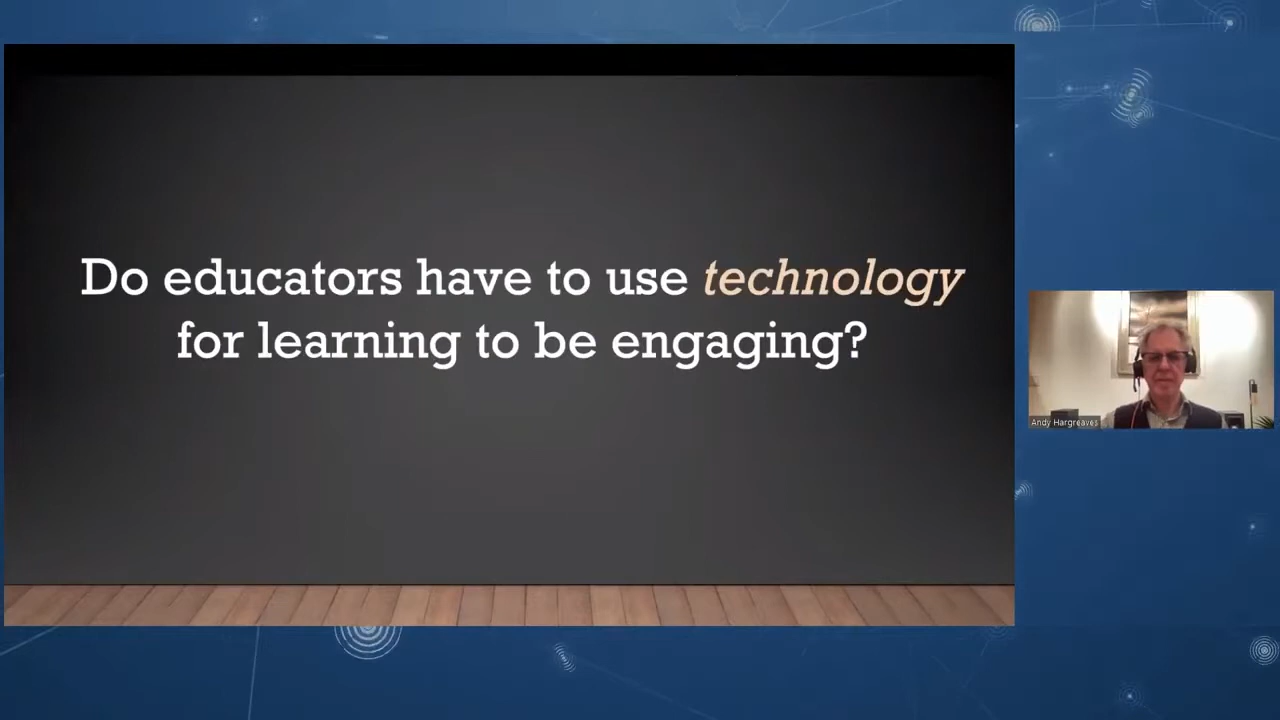 Do educators have to use technology
for learning to be engaging?
Andy Hargreaves